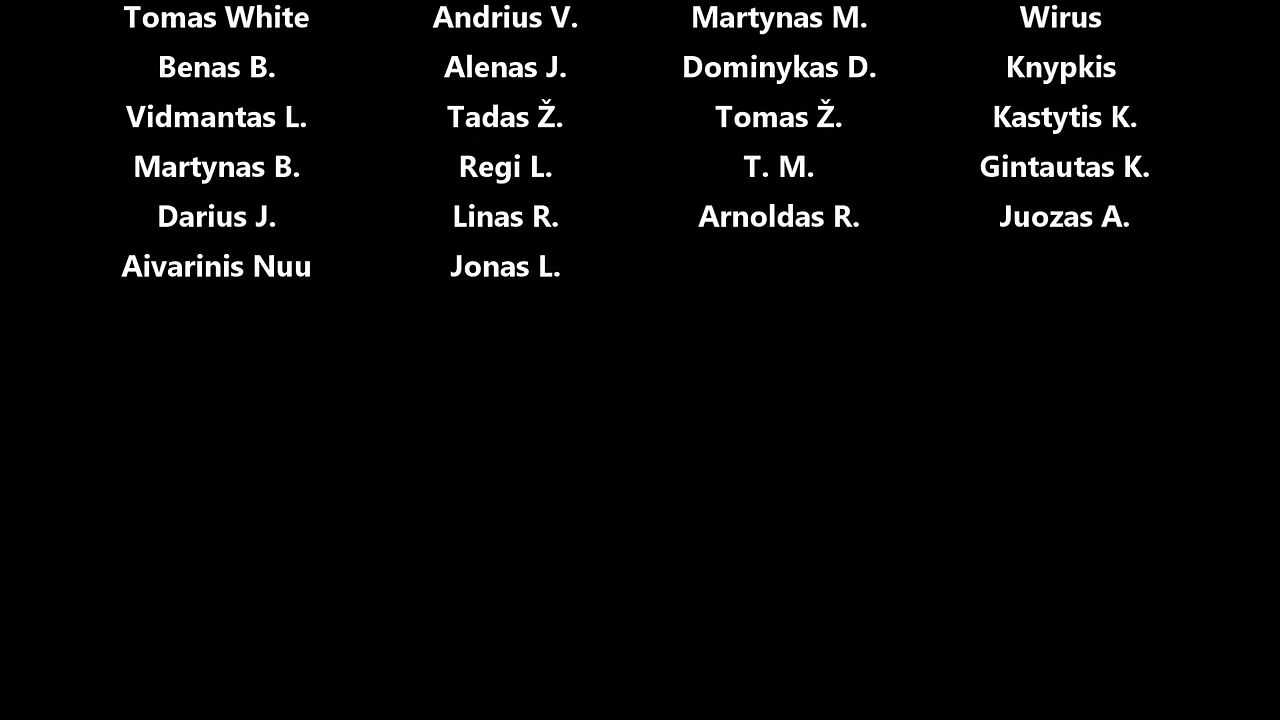 Tomas White Andrius V. Martynas M. Wirus
Benas B. Alenas J. Dominykas D. Knypkis
Vidmantas L. Tadas Ž. Tomas Ž. Kastytis K.
Martynas B. Regi L. T. M. Gintautas K.
Darius J. Linas R. Arnoldas R. Juozas A.
Aivarinis Nuu Jonas L.